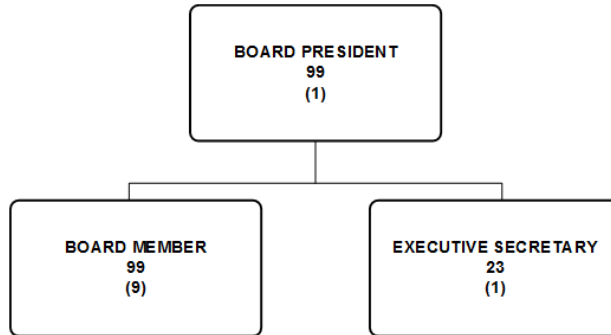 BOARD PRESIDENT
99
(1)
BOARD MEMBER
99
(9)
EXECUTIVE SECRETARY
23
(1)